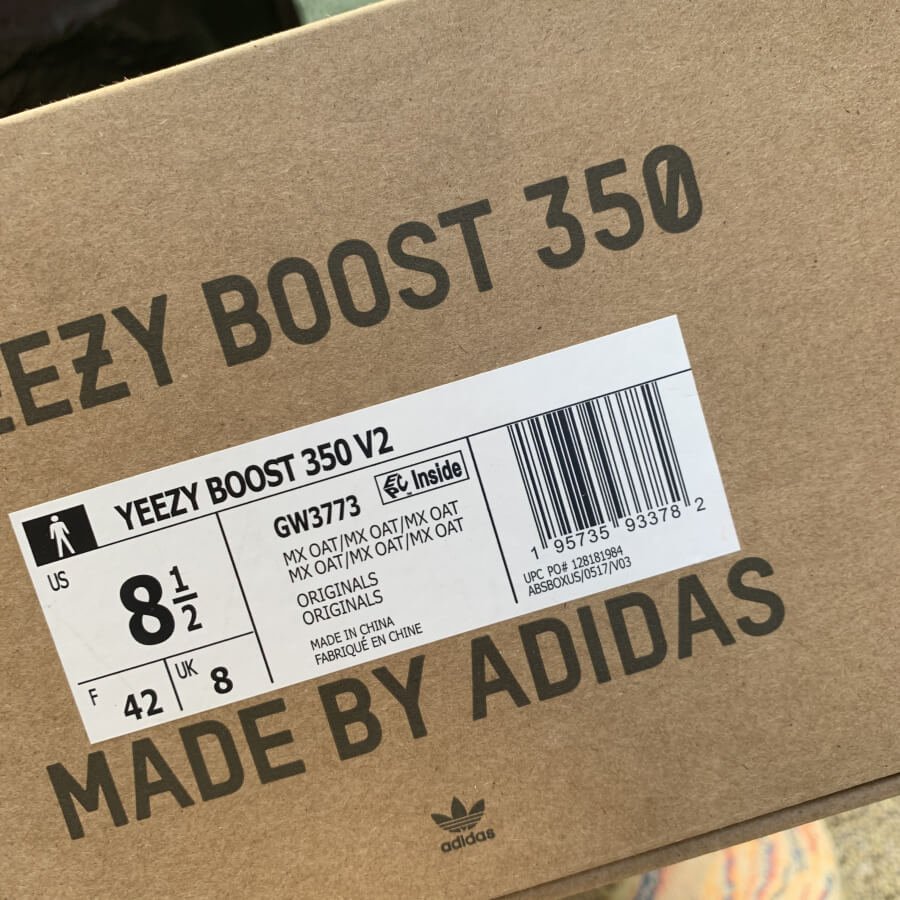 EEZY BOOST 350
YEEZY BOOST 350 V2
US
8 1/2
F 42
UK 8
GW3773
Inside
MX OAT/MX OAT/MX OAT
MX OAT/MX OAT/MX OAT
ORIGINALS
ORIGINALS
MADE IN CHINA
FABRIQUÉ EN CHINE
1 95735 93378 2
UPC PO# 128181984
ABSBOXUS/0517/V03
MADE BY ADIDAS
adidas